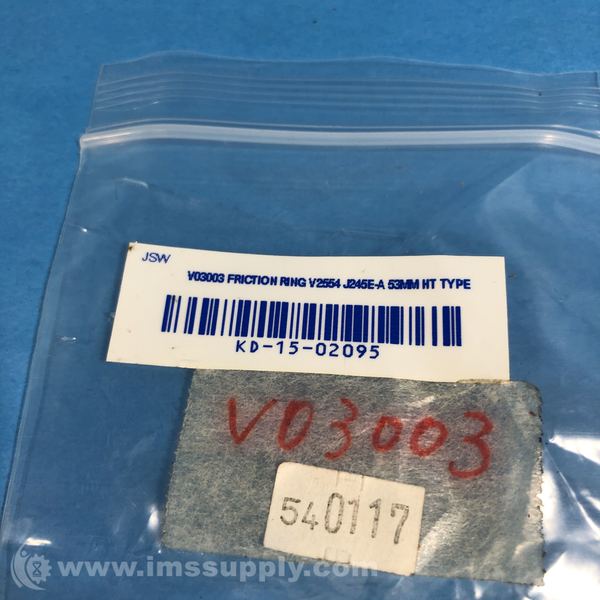 JSW
V03003 FRICTION RING V2554 J245E-A 53MM HT TYPE
KD-15-02095
V03003
540117
www.imssupply.com